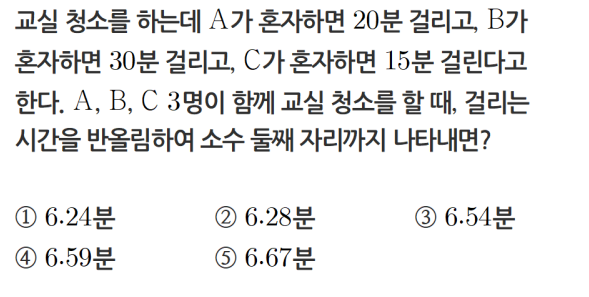 교실 청소를 하는데 A가 혼자하면 20분 걸리고, B가
혼자하면 30분 걸리고, C가 혼자하면 15분 걸린다고
한다. A, B, C 3명이 함께 교실 청소를 할 때, 걸리는
시간을 반올림하여 소수 둘째 자리까지 나타내면?
① 6.24분 ② 6.28분 ③ 6.54분
④ 6.59분 ⑤ 6.67분